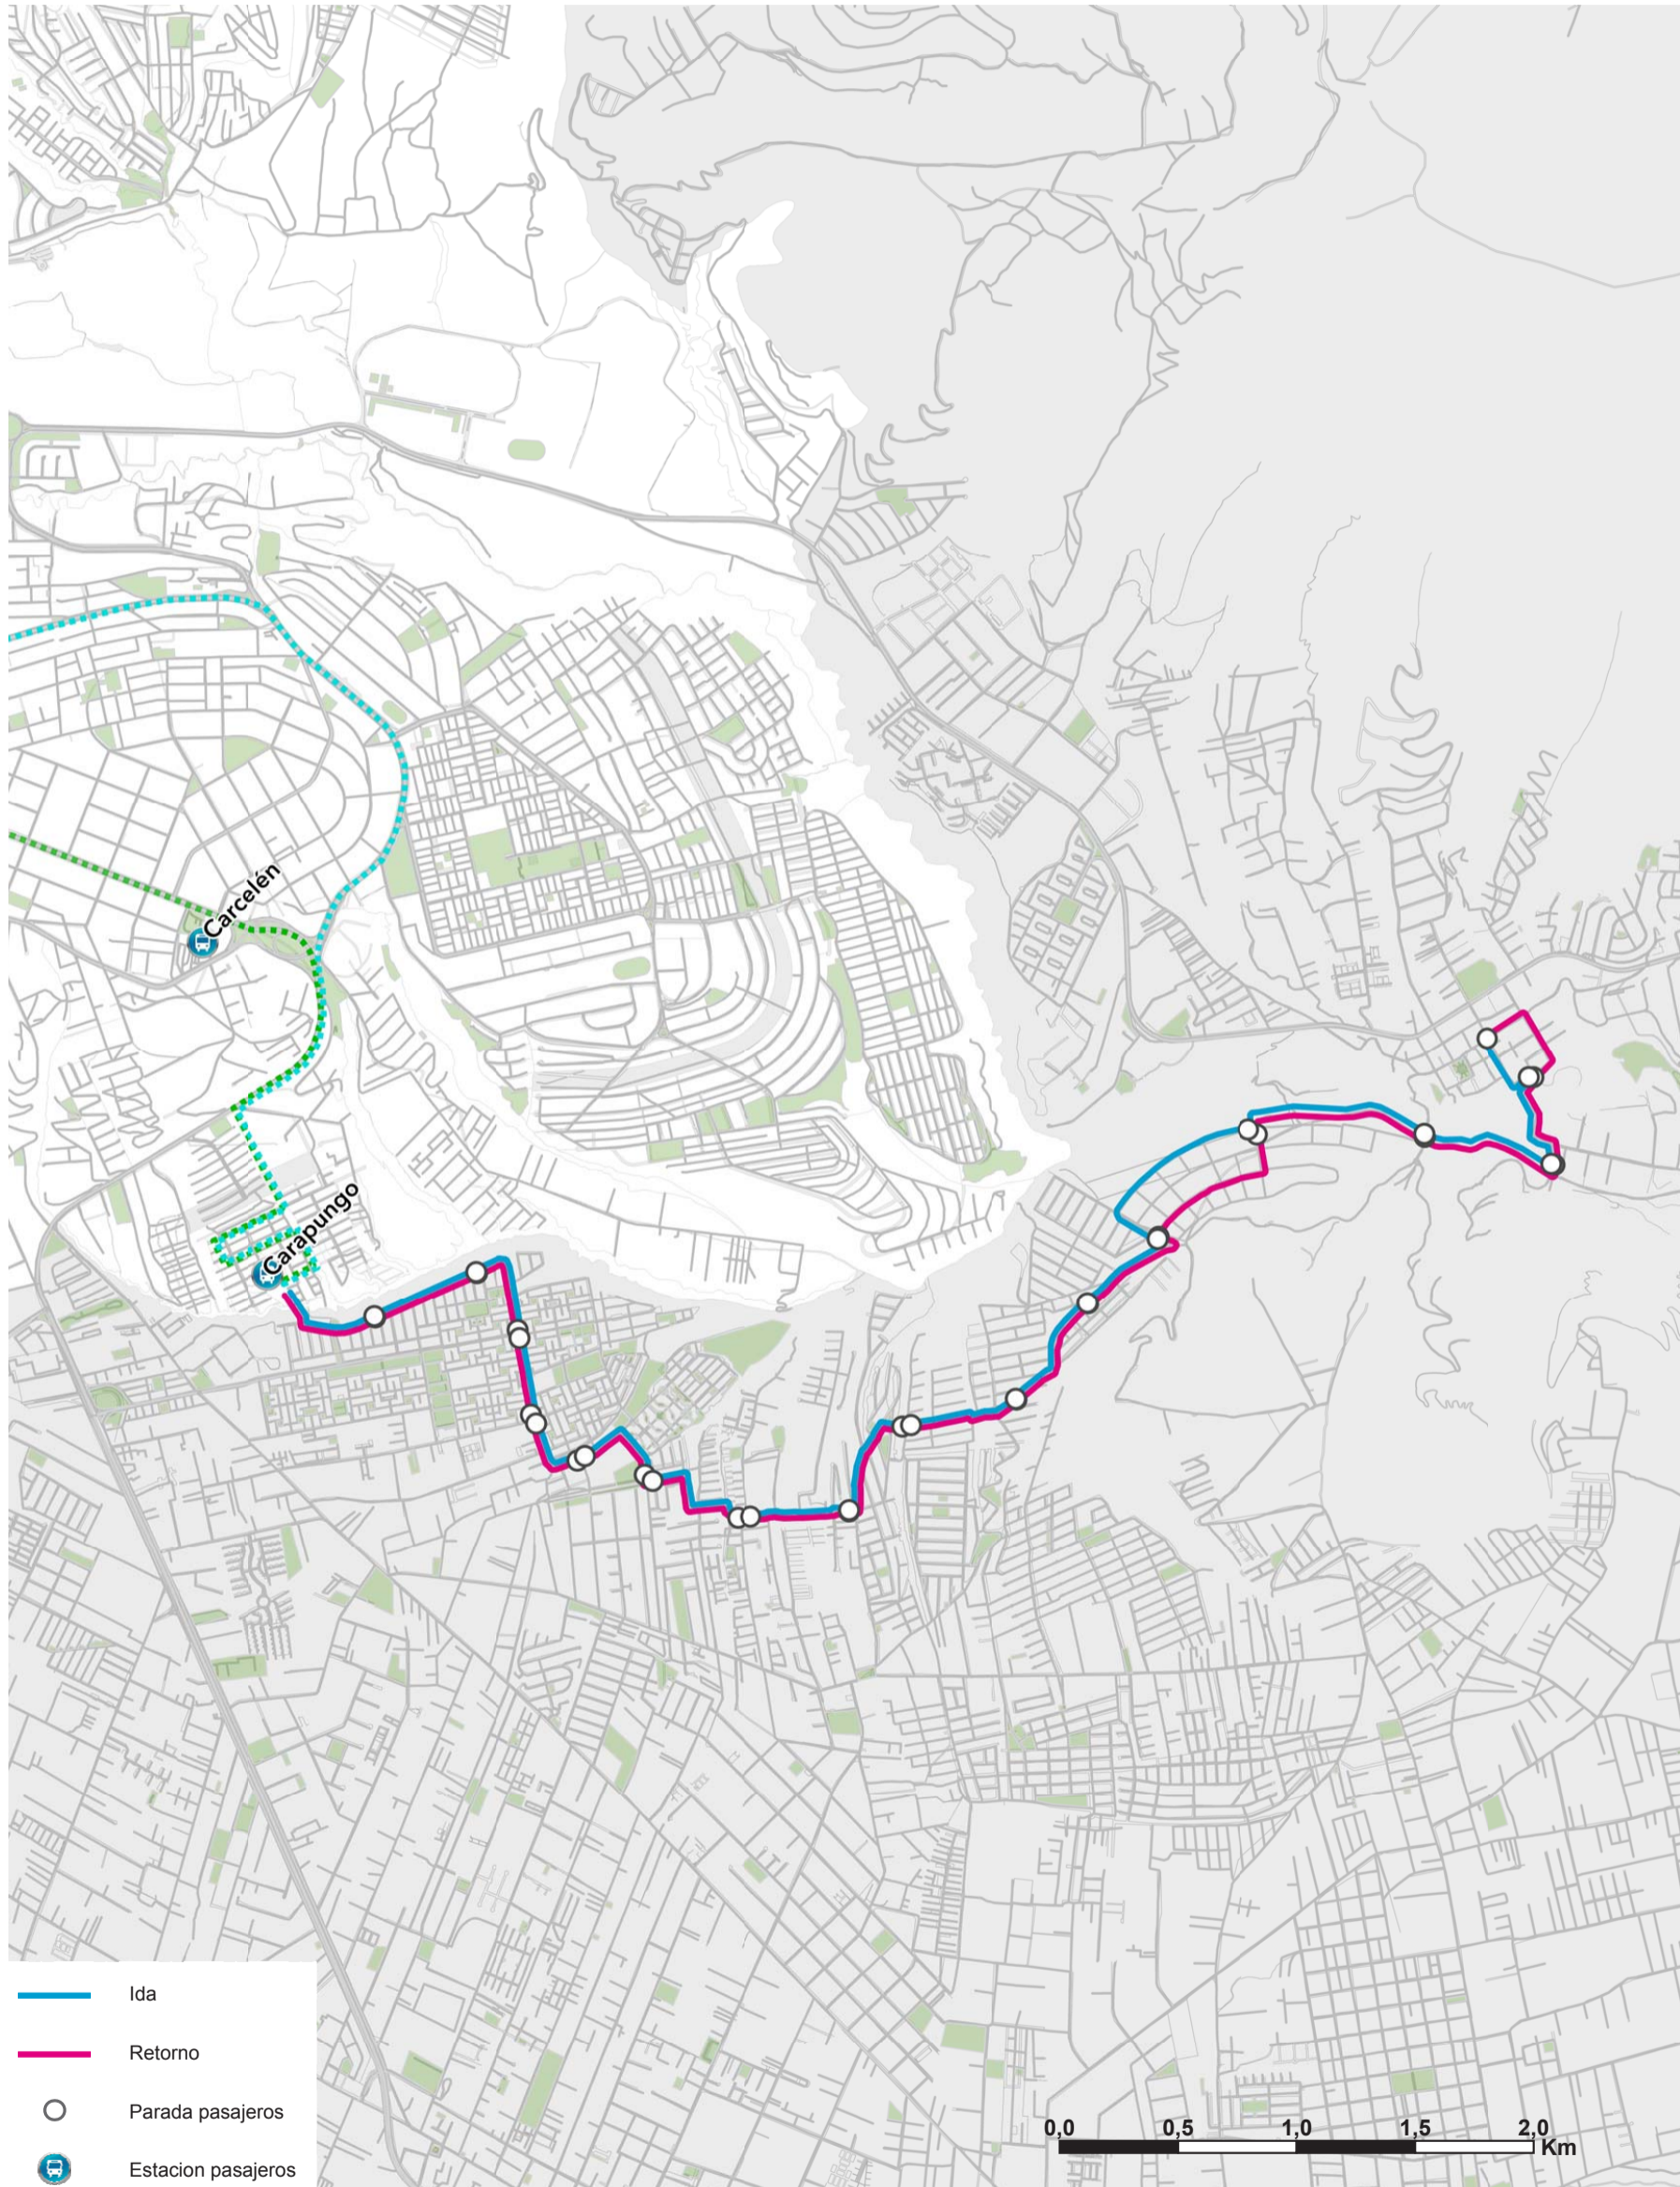 Carcelén
Carapungo
Ida
Retorno
Parada pasajeros
Estacion pasajeros
0,0 0,5 1,0 1,5 2,0
Km